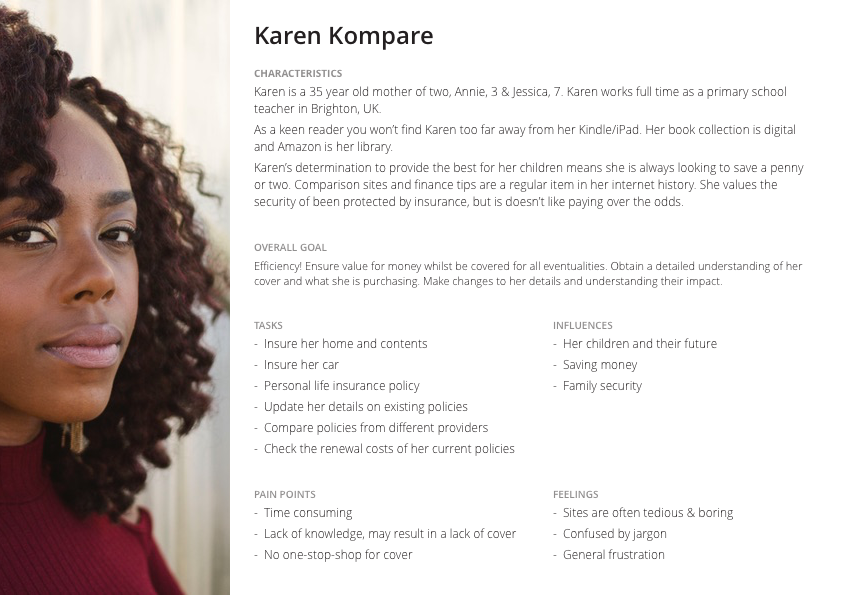 Karen Kompare
CHARACTERISTICS
Karen is a 35 year old mother of two, Annie, 3 & Jessica, 7. Karen works full time as a primary school
teacher in Brighton, UK.
As a keen reader you won’t find Karen too far away from her Kindle/iPad. Her book collection is digital
and Amazon is her library.
Karen’s determination to provide the best for her children means she is always looking to save a penny
or two. Comparison sites and finance tips are a regular item in her internet history. She values the
security of been protected by insurance, but is doesn’t like paying over the odds.
OVERALL GOAL
Efficiency! Ensure value for money whilst be covered for all eventualities. Obtain a detailed understanding of her
cover and what she is purchasing. Make changes to her details and understanding their impact.
TASKS
- Insure her home and contents
- Insure her car
- Personal life insurance policy
- Update her details on existing policies
- Compare policies from different providers
- Check the renewal costs of her current policies
INFLUENCES
- Her children and their future
- Saving money
- Family security
PAIN POINTS
- Time consuming
- Lack of knowledge, may result in a lack of cover
- No one-stop-shop for cover
FEELINGS
- Sites are often tedious & boring
- Confused by jargon
- General frustration